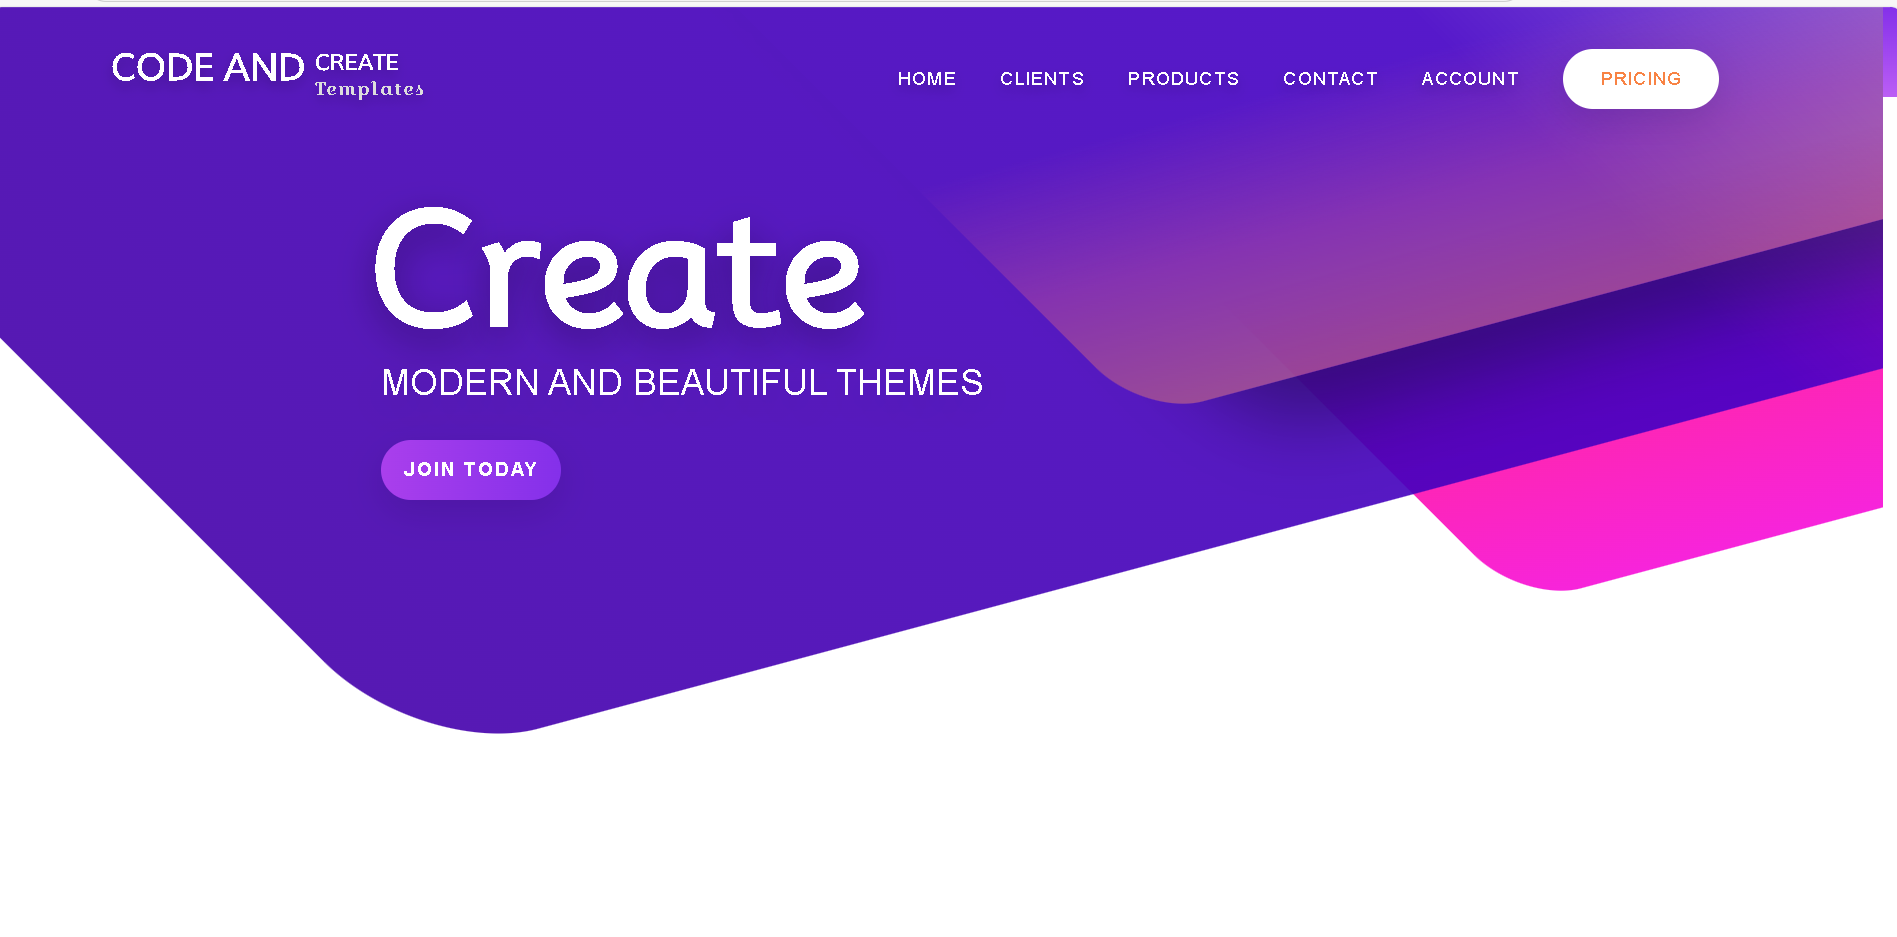 CODE AND CREATE
Templates
HOME CLIENTS PRODUCTS CONTACT ACCOUNT PRICING
Create
MODERN AND BEAUTIFUL THEMES
JOIN TODAY